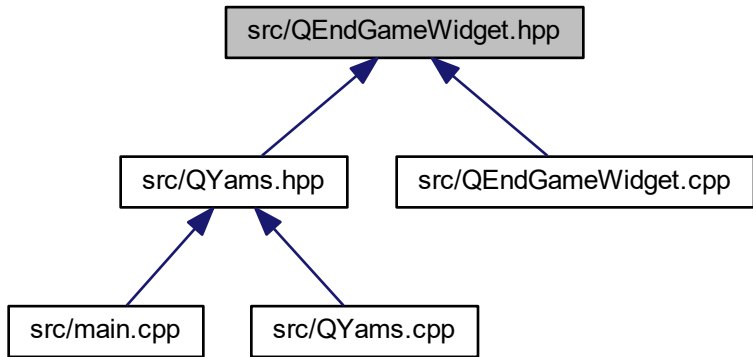 src/QEndGameWidget.hpp
src/QYams.hpp
src/QEndGameWidget.cpp
src/main.cpp
src/QYams.cpp